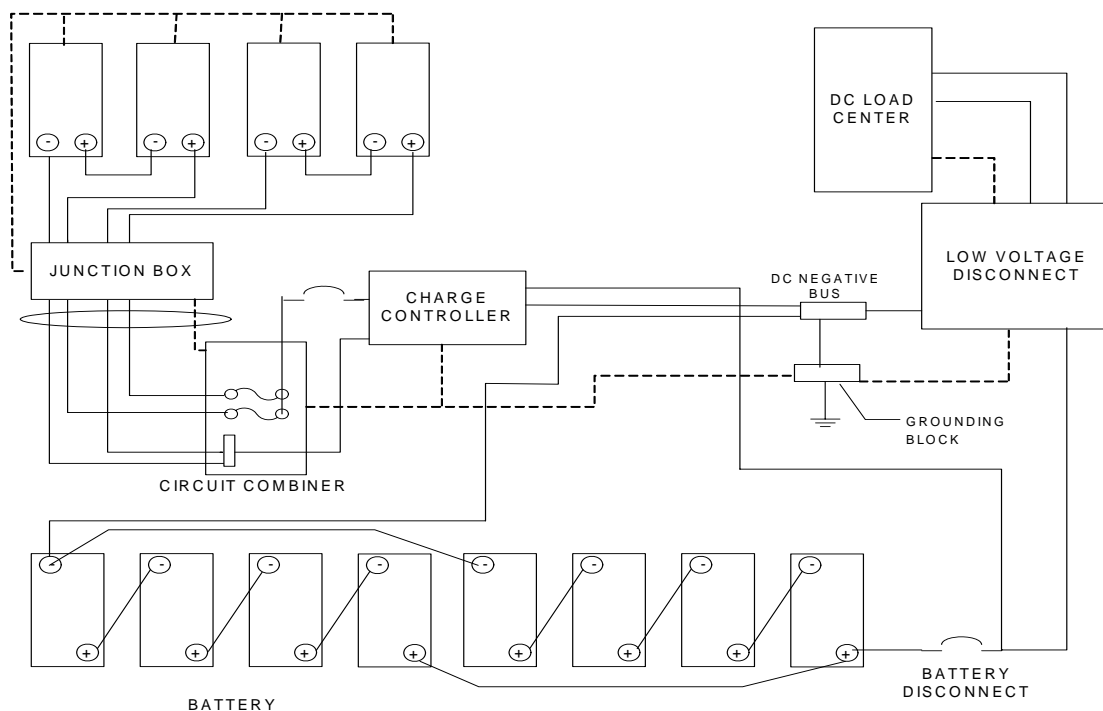 - + - + - + - +
DC LOAD
CENTER
JUNCTION BOX
CHARGE
CONTROLLER
DC NEGATIVE
BUS
LOW VOLTAGE
DISCONNECT
GROUNDING
BLOCK
CIRCUIT COMBINER
- - - - - - - -
+ + + + + + + +
BATTERY
DISCONNECT
BATTERY